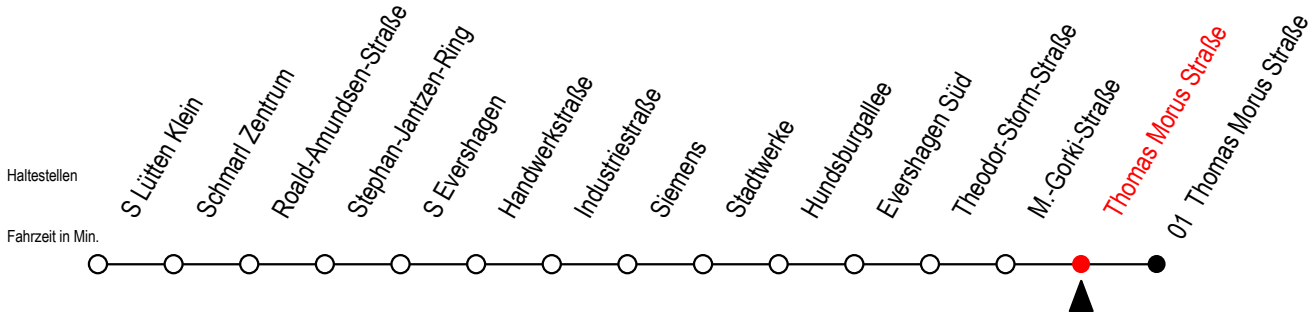 Haltestellen
Fahrzeit in Min.
S Lütten Klein
Schmarl Zentrum
Roald-Amundsen-Straße
Stephan-Jantzen-Ring
S Evershagen
Handwerkstraße
Industriestraße
Siemens
Stadtwerke
Hundsburgallee
Evershagen Süd
Theodor-Storm-Straße
M.-Gorki-Straße
Thomas Morus Straße
01 Thomas Morus Straße